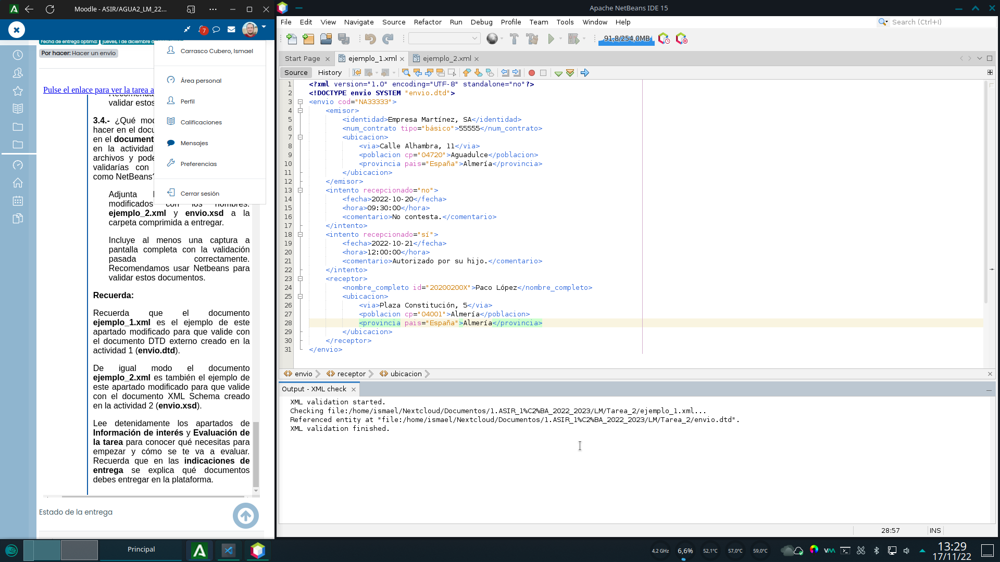 Moodle - ASIR/AGUA2_LM_22...
7
Fecha de entrega óptima:
jueves, 1 de diciembre d
Por hacer: Hacer un envío
Pulse el enlace para ver la tarea a
validar estos
3.4.- ¿Qué mod
hacer en el docu
en el document
en la actividad
archivos y pode
validarías con
como NetBeans?
Adjunta
modificados con los nombres:
ejemplo_2.xml y envio.xsd a la
carpeta comprimida a entregar.
Incluye al menos una captura a
pantalla completa con la validación
pasada correctamente.
Recomendamos usar Netbeans para
validar estos documentos.
Recuerda:
Recuerda que el documento
ejemplo_1.xml es el ejemplo de este
apartado modificado para que valide con
el documento DTD externo creado en la
actividad 1 (envio.dtd).
De igual modo el documento
ejemplo_2.xml es también el ejemplo de
este apartado modificado para que valide
con el documento XML Schema creado
en la actividad 2 (envio.xsd).
Lee detenidamente los apartados de
Información de interés y Evaluación de
la tarea para conocer qué necesitas para
empezar y cómo se te va a evaluar.
Recuerda que en las indicaciones de
entrega se explica qué documentos
debes entregar en la plataforma.
Estado de la entrega
Carrasco Cubero, Ismael
Área personal
Perfil
Calificaciones
Mensajes
Preferencias
Cerrar sesión
Apache NetBeans IDE 15
File Edit View Navigate Source Refactor Run Debug Profile Team Tools Window Help
Search (Ctrl+I)
91,8/254,0MB
Start Page
ejemplo_1.xml
ejemplo_2.xml
Source History
1 <?xml version="1.0" encoding="UTF-8" standalone="no"?>
2 <!DOCTYPE envio SYSTEM "envio.dtd">
3 <envio cod="NA33333">
4 <emisor>
5 <identidad>Empresa Martínez, SA</identidad>
6 <num_contrato tipo="básico">55555</num_contrato>
7 <ubicacion>
8 <via>Calle Alhambra, 11</via>
9 <poblacion cp="04720">Aguadulce</poblacion>
10 <provincia pais="España">Almería</provincia>
11 </ubicacion>
12 </emisor>
13 <intento recepcionado="no">
14 <fecha>2022-10-20</fecha>
15 <hora>09:30:00</hora>
16 <comentario>No contesta.</comentario>
17 </intento>
18 <intento recepcionado="sí">
19 <fecha>2022-10-21</fecha>
20 <hora>12:00:00</hora>
21 <comentario>Autorizado por su hijo.</comentario>
22 </intento>
23 <receptor>
24 <nombre_completo id="20200200X">Paco López</nombre_completo>
25 <ubicacion>
26 <via>Plaza Constitución, 5</via>
27 <poblacion cp="04001">Almería</poblacion>
28 <provincia pais="España">Almería</provincia>
29 </ubicacion>
30 </receptor>
31 </envio>
envio receptor ubicacion
Output - XML check
XML validation started.
Checking file:/home/ismael/Nextcloud/Documentos/1.ASIR_1%C2%BA_2022_2023/LM/Tarea_2/ejemplo_1.xml...
Referenced entity at "file:/home/ismael/Nextcloud/Documentos/1.ASIR_1%C2%BA_2022_2023/LM/Tarea_2/envio.dtd".
XML validation finished.
28:57 INS
Principal
4,2 GHz
6,6%
52,1°C
57,0°C
59,0°C
13:29
17/11/22